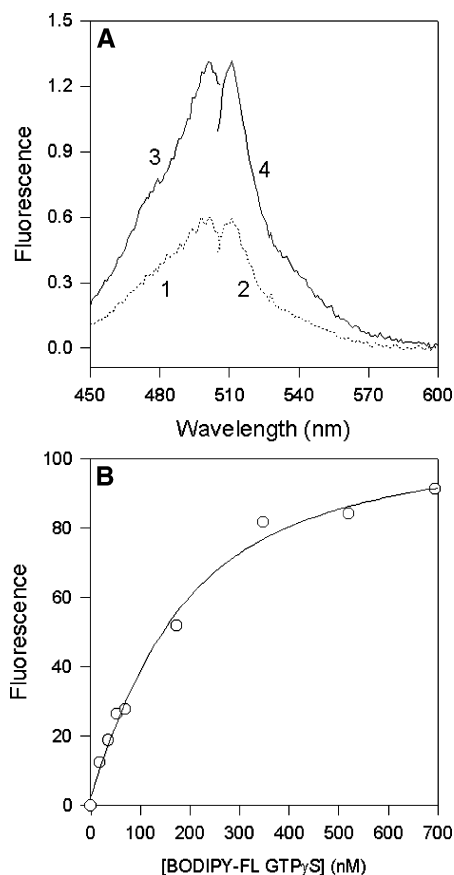 A
1.5
1.2
0.9
0.6
0.3
0.0
Fluorescence
3
4
1
2
450 480 510 540 570 600
Wavelength (nm)
B
100
80
60
40
20
0
Fluorescence
0 100 200 300 400 500 600 700
[BODIPY-FL GTPγS] (nM)